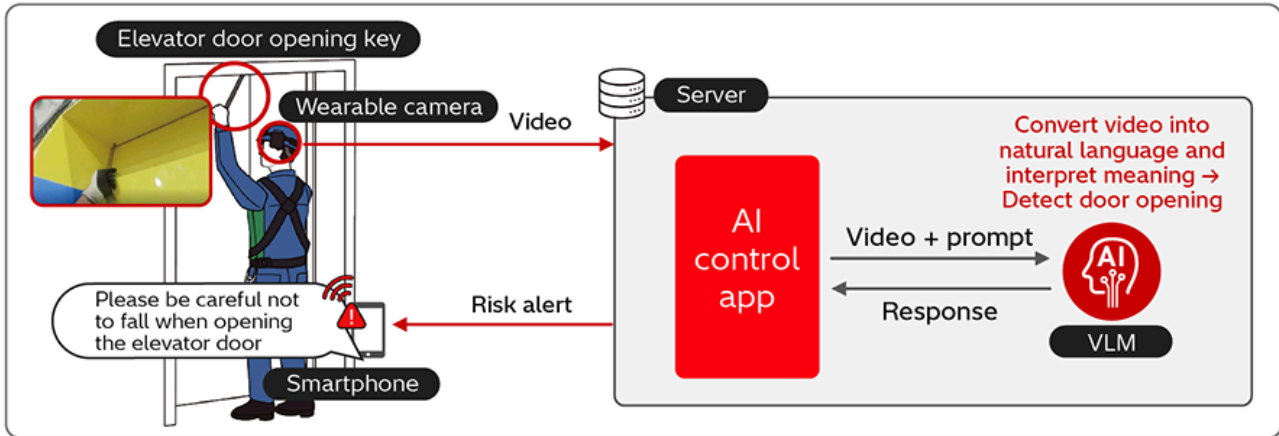 Elevator door opening key
Wearable camera
Video
Server
Convert video into
natural language and
interpret meaning →
Detect door opening
AI
control
app
Video + prompt
Response
AI
VLM
Please be careful not
to fall when opening
the elevator door
Risk alert
Smartphone